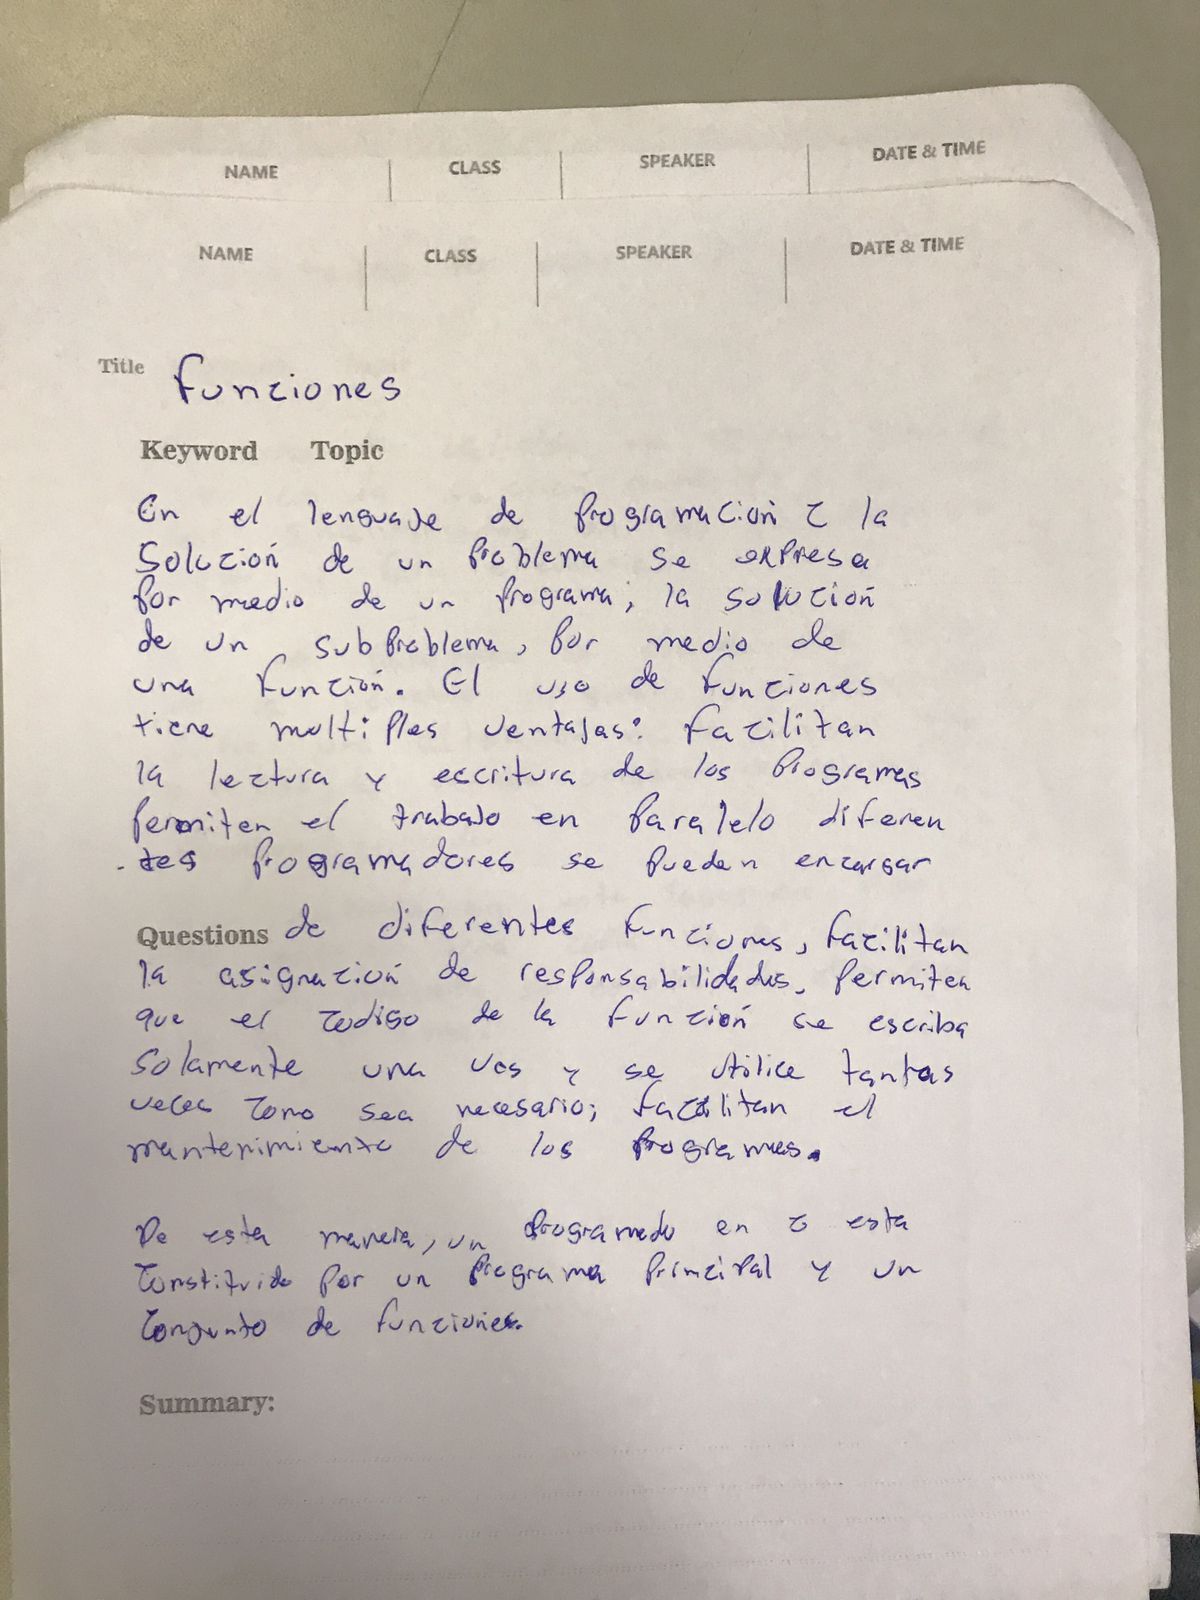 NAME CLASS SPEAKER DATE & TIME
NAME CLASS SPEAKER DATE & TIME
Title Funciones
Keyword Topic
En el lenguaje de programación C la
solución de un problema se expresa
por medio de un programa; la solución
de un subproblema, por medio de
una función. El uso de funciones
tiene multiples ventajas: facilitan
la lectura y escritura de los programas
permiten el trabajo en paralelo diferen
-tes programadores se pueden encargar
Questions de diferentes funciones, facilitan
la asignación de responsabilidades, permiten
que el codigo de la función se escriba
solamente una ves y se utilice tantas
veces como sea necesario; facilitan el
mantenimiento de los programas.
De esta manera, un programado en C esta
constituido por un programa principal y un
conjunto de funciones.
Summary: